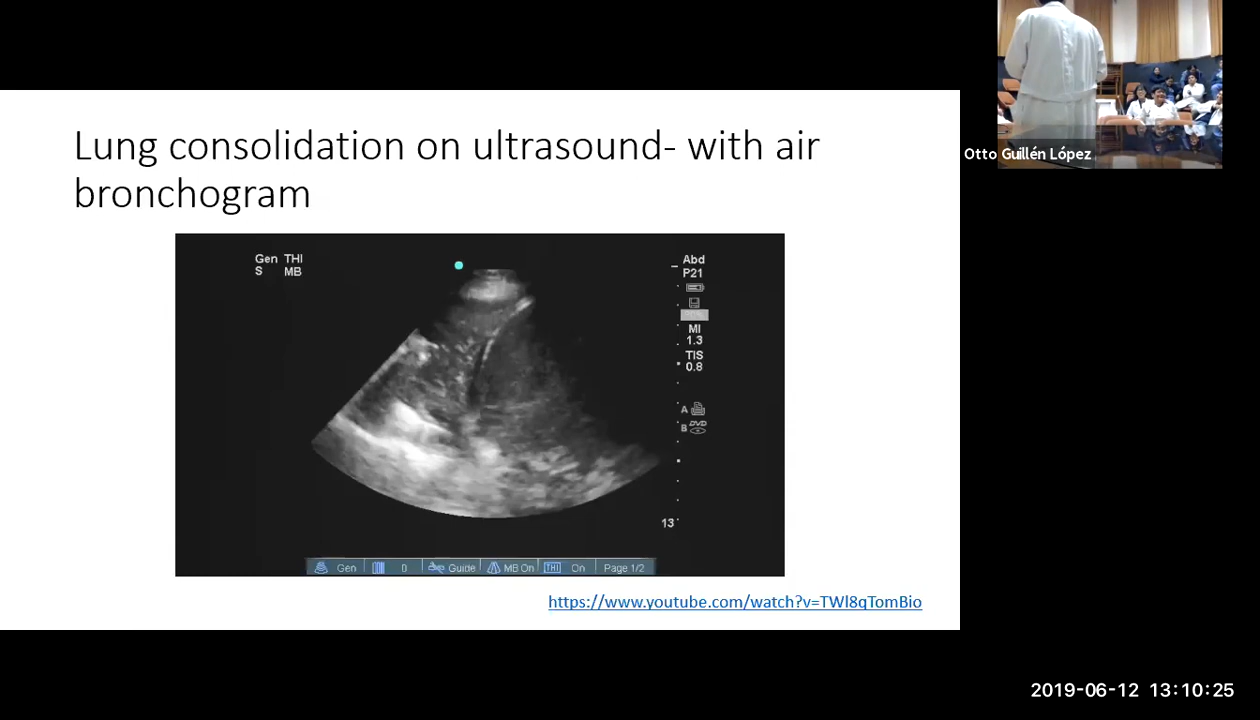 Lung consolidation on ultrasound- with air
bronchogram
Gen THI
S MB
Abd
P21
MI
1.3
TIS
0.8
A
B DVD
13
Gen 0 Guide MB On THI On Page 1/2
https://www.youtube.com/watch?v=TWl8qTomBio
Otto Guillén López
2019-06-12 13:10:25